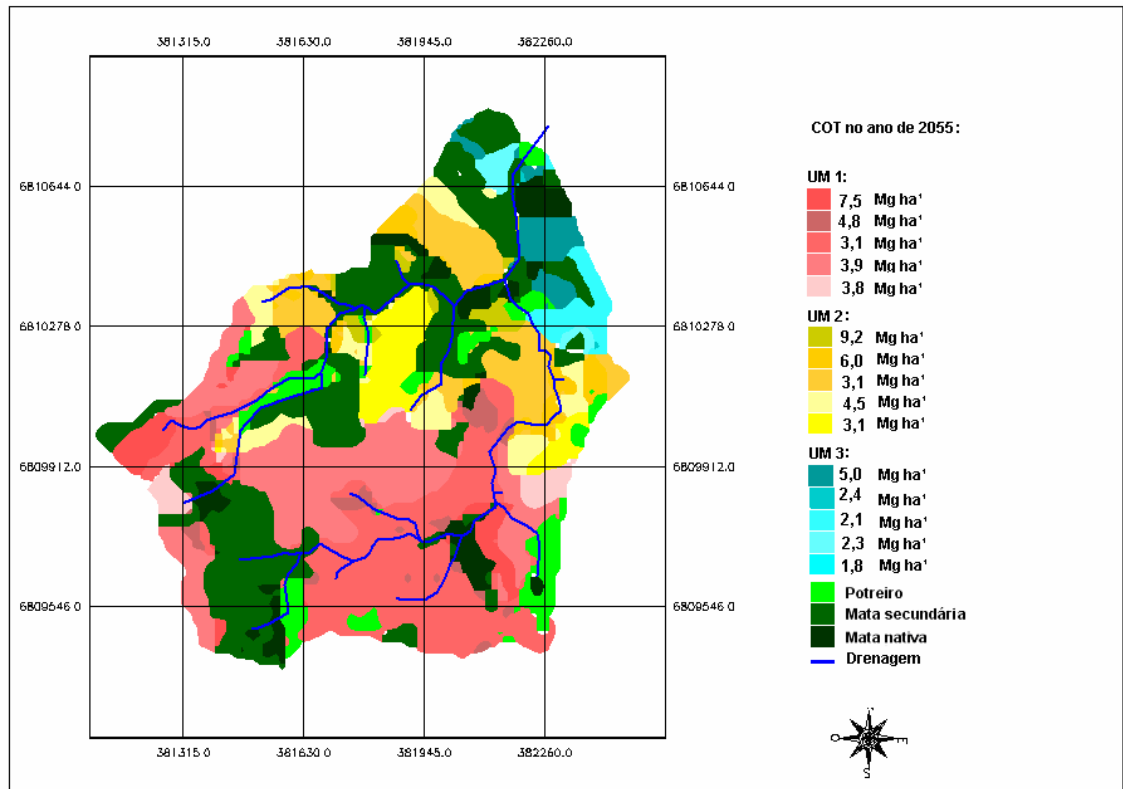 381315.0 381630.0 381945.0 382260.0
COT no ano de 2055:
6810644.0 6810644.0
UM 1:
7,5 Mg ha¹
4,8 Mg ha¹
3,1 Mg ha¹
3,9 Mg ha¹
3,8 Mg ha¹
6810278.0 6810278.0
UM 2:
9,2 Mg ha¹
6,0 Mg ha¹
3,1 Mg ha¹
4,5 Mg ha¹
3,1 Mg ha¹
6809912.0 6809912.0
UM 3:
5,0 Mg ha¹
2,4 Mg ha¹
2,1 Mg ha¹
2,3 Mg ha¹
1,8 Mg ha¹
6809546.0 6809546.0
Potreiro
Mata secundária
Mata nativa
Drenagem
381315.0 381630.0 381945.0 382260.0
O E
S